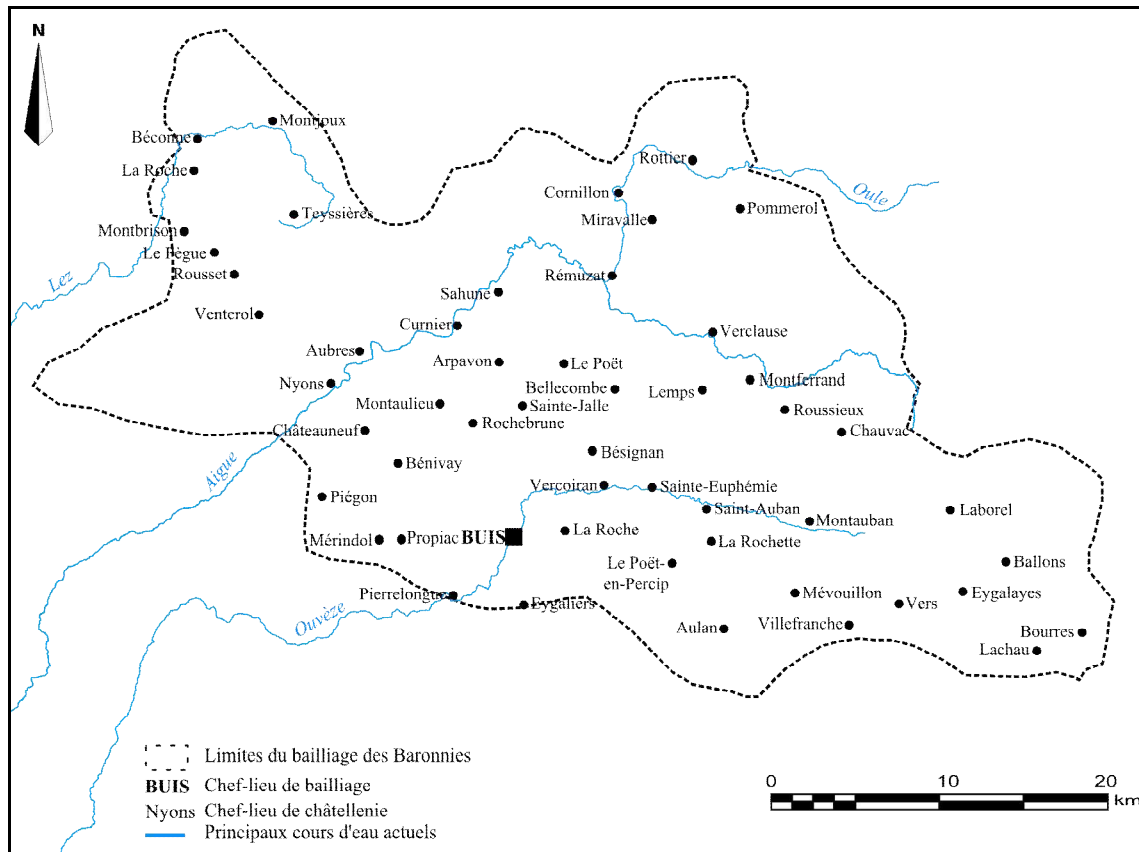 N
Montjoux
Béconne
La Roche
Rottier
Cornillon
Oule
Teyssières
Miravalle
Pommerol
Montbrison
Le Pègue
Rousset
Rémuzat
Lez
Sahune
Venterol
Curnier
Verclause
Aubres
Arpavon
Le Poët
Nyons
Bellecombe
Lemps
Montferrand
Montaulieu
Sainte-Jalle
Roussieux
Rochebrune
Châteauneuf
Chauvac
Aigue
Bénivay
Bésignan
Vercoiran
Sainte-Euphémie
Piégon
Saint-Auban
Laborel
Montauban
La Roche
Mérindol
Propiac
BUIS
La Rochette
Le Poët-
en-Percip
Ballons
Pierrelongue
Mévouillon
Eygalayes
Eygaliers
Vers
Ouvèze
Aulan
Villefranche
Bourres
Lachau
Limites du bailliage des Baronnies
BUIS Chef-lieu de bailliage
Nyons Chef-lieu de châtellenie
Principaux cours d'eau actuels
0 10 20
km